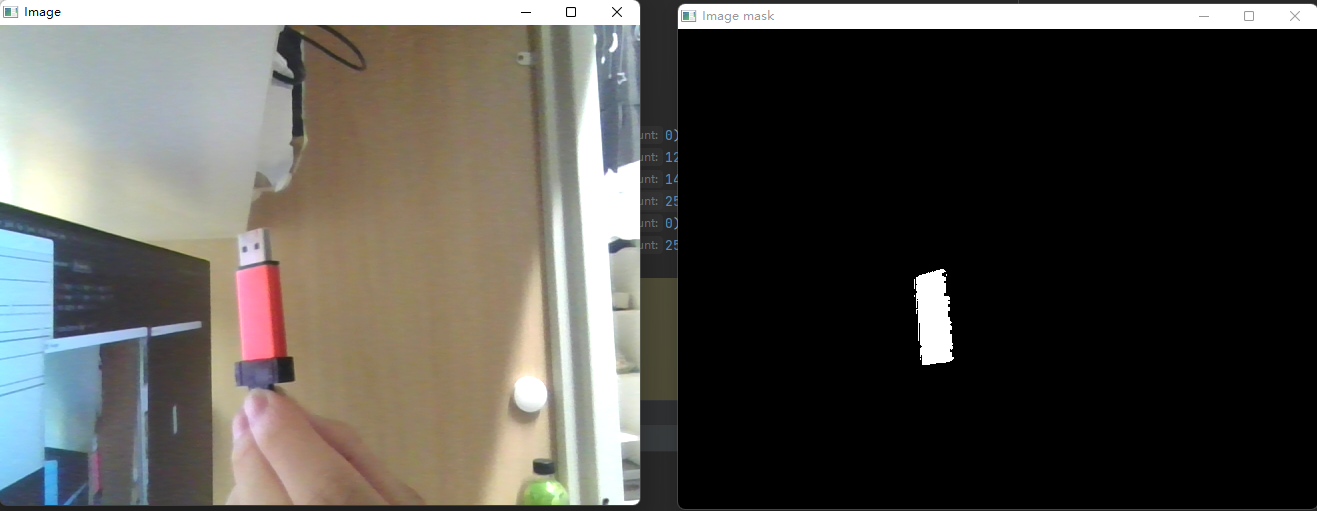 Image
Image mask
unt: 0)
unt: 12
unt: 14
unt: 25
unt: 0)
unt: 25